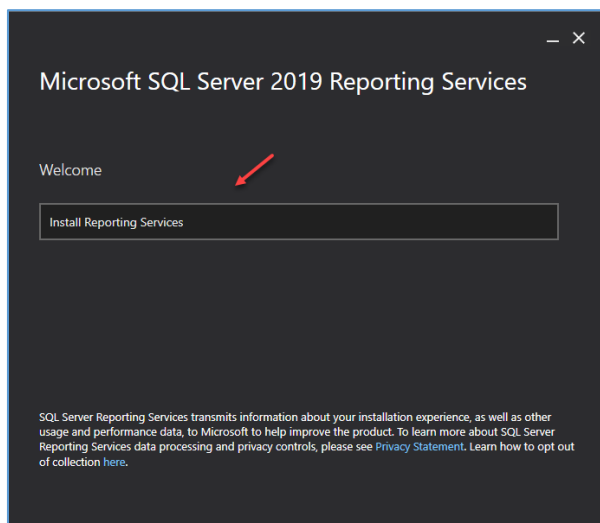 Microsoft SQL Server 2019 Reporting Services
Welcome
Install Reporting Services
SQL Server Reporting Services transmits information about your installation experience, as well as other
usage and performance data, to Microsoft to help improve the product. To learn more about SQL Server
Reporting Services data processing and privacy controls, please see Privacy Statement. Learn how to opt out
of collection here.